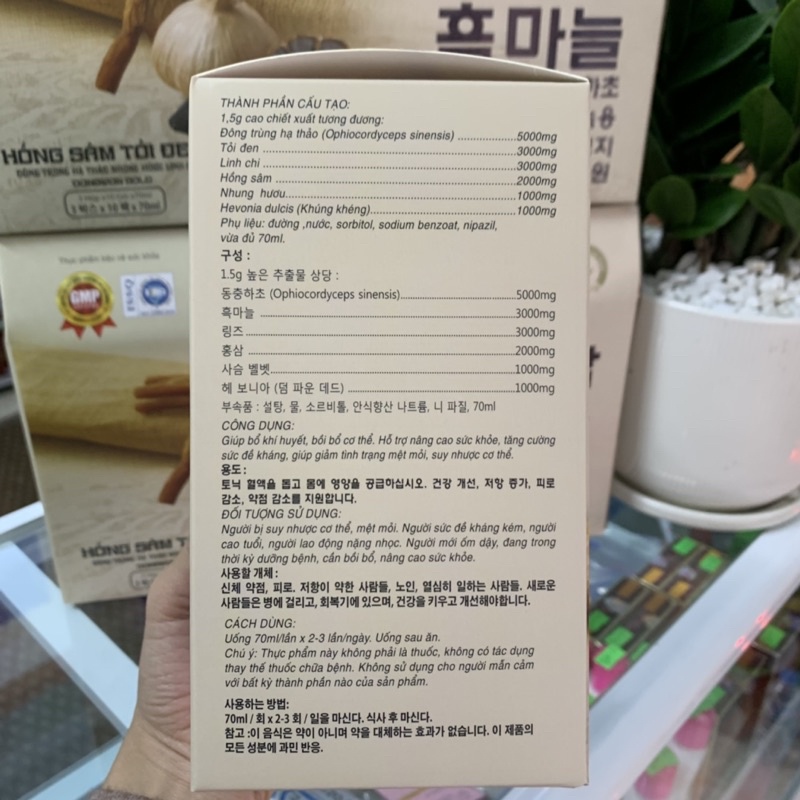 흑마늘
HỒNG SÂM TỎI ĐE
Thực phẩm bảo vệ sức khỏe
GMP
HỒNG SÂM TỎI
THÀNH PHẦN CẤU TẠO:
1,5g cao chiết xuất tương đương:
Đông trùng hạ thảo (Ophiocordyceps sinensis) ....................5000mg
Tỏi đen ....................3000mg
Linh chi ....................3000mg
Hồng sâm ....................2000mg
Nhung hươu....................1000mg
Hevonia dulcis (Khúng khéng)....................1000mg
Phụ liệu: đường ,nước, sorbitol, sodium benzoat, nipazil,
vừa đủ 70ml.
구성 :
1.5g 높은 추출물 상당 :
동충하초 (Ophiocordyceps sinensis)....................5000mg
흑마늘 ....................3000mg
링즈....................3000mg
홍삼 ....................2000mg
사슴 벨벳....................1000mg
헤 보니아 (덤 파운 데드) ....................1000mg
부속품 : 설탕, 물, 소르비톨, 안식향산 나트륨, 니 파질, 70ml
CÔNG DỤNG:
Giúp bổ khí huyết, bồi bổ cơ thể. Hỗ trợ nâng cao sức khỏe, tăng cường
sức đề kháng, giúp giảm tình trạng mệt mỏi, suy nhược cơ thể.
용도 :
토닉 혈액을 돕고 몸에 영양을 공급하십시오. 건강 개선, 저항 증가, 피로
감소, 약점 감소를 지원합니다.
ĐỐI TƯỢNG SỬ DỤNG:
Người bị suy nhược cơ thể, mệt mỏi. Người sức đề kháng kém, người
cao tuổi, người lao động nặng nhọc. Người mới ốm dậy, đang trong
thời kỳ dưỡng bệnh, cần bồi bổ, nâng cao sức khỏe.
사용할 개체 :
신체 약점, 피로. 저항이 약한 사람들, 노인, 열심히 일하는 사람들. 새로운
사람들은 병에 걸리고, 회복기에 있으며, 건강을 키우고 개선해야합니다.
CÁCH DÙNG:
Uống 70ml/lần x 2-3 lần/ngày. Uống sau ăn.
Chú ý: Thực phẩm này không phải là thuốc, không có tác dụng
thay thế thuốc chữa bệnh. Không sử dụng cho người mẫn cảm
với bất kỳ thành phần nào của sản phẩm.
사용하는 방법:
70ml / 회 x 2-3 회 / 일을 마신다. 식사 후 마신다.
참고 :이 음식은 약이 아니며 약을 대체하는 효과가 없습니다. 이 제품의
모든 성분에 과민 반응.